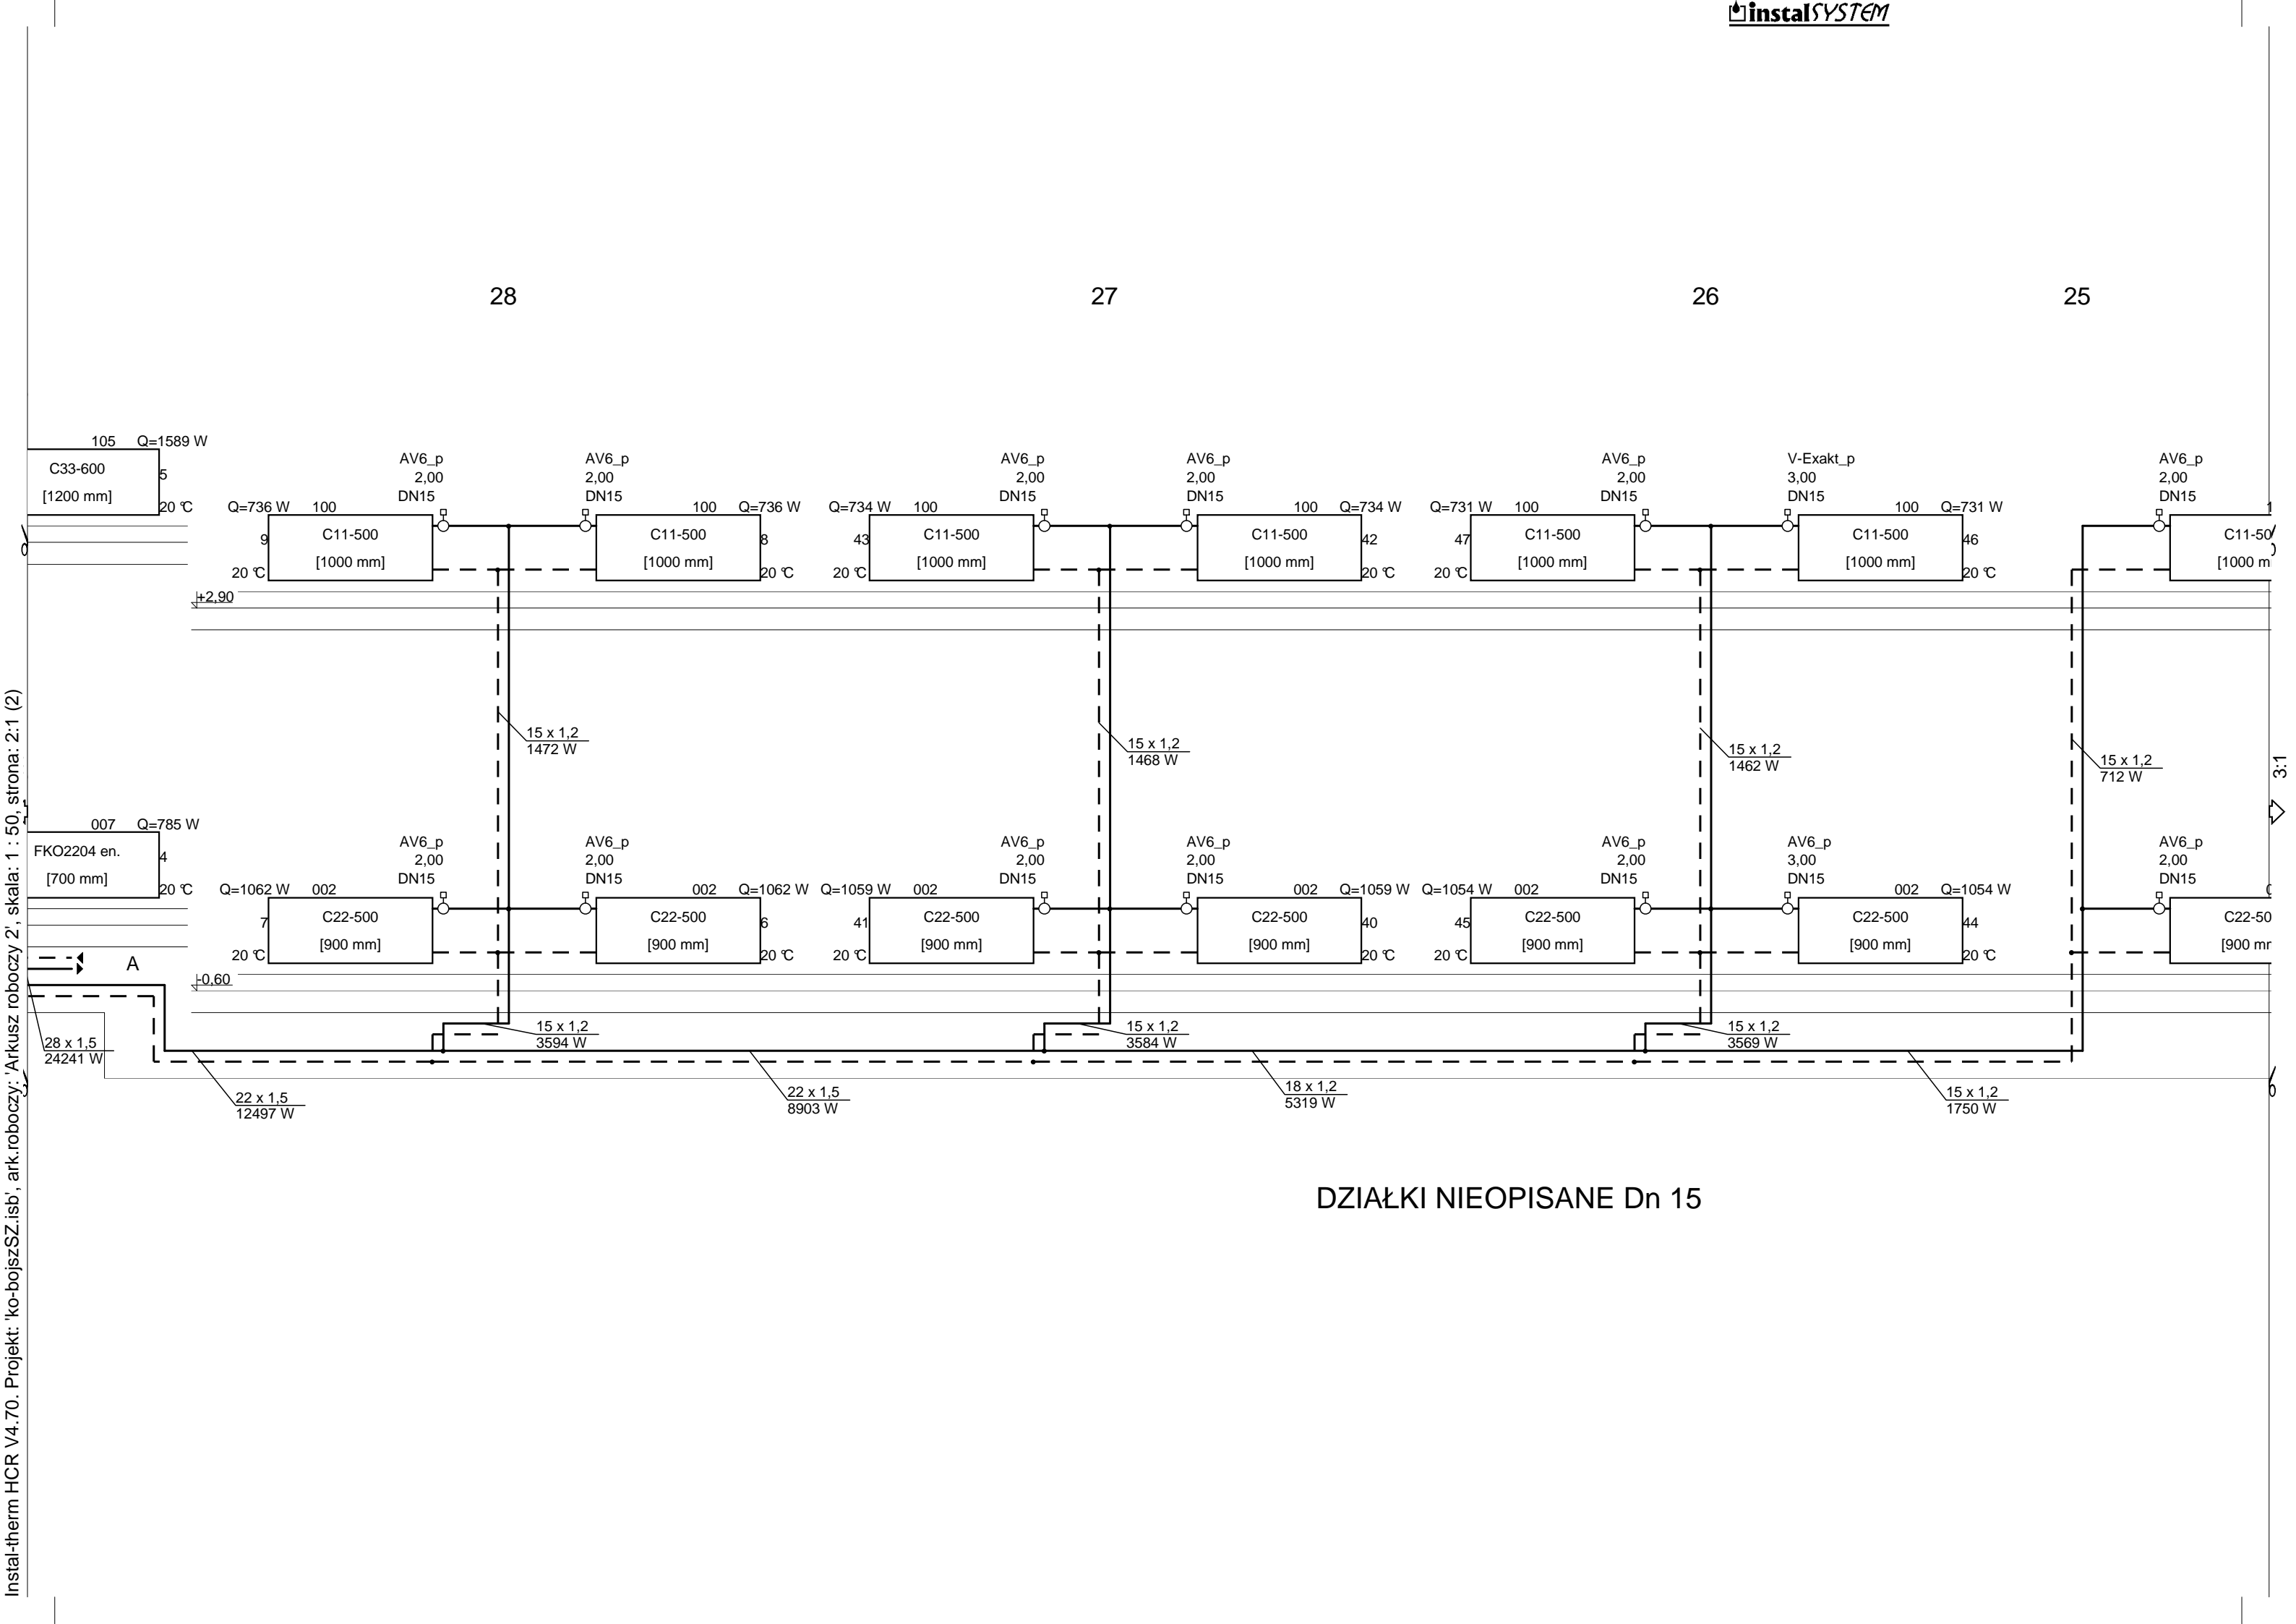 instalSYSTEM
28
27
26
25
105 Q=1589 W
C33-600
[1200 mm]
5
20 °C
Q=736 W 100
AV6_p
2,00
DN15
9
C11-500
[1000 mm]
20 °C
AV6_p
2,00
DN15
100 Q=736 W
C11-500
[1000 mm]
8
20 °C
Q=734 W 100
AV6_p
2,00
DN15
43
C11-500
[1000 mm]
20 °C
AV6_p
2,00
DN15
100 Q=734 W
C11-500
[1000 mm]
42
20 °C
Q=731 W 100
AV6_p
2,00
DN15
47
C11-500
[1000 mm]
20 °C
V-Exakt_p
3,00
DN15
100 Q=731 W
C11-500
[1000 mm]
46
20 °C
AV6_p
2,00
DN15
C11-50
[1000 m
+2,90
15 x 1,2
1472 W
15 x 1,2
1468 W
15 x 1,2
1462 W
15 x 1,2
712 W
3:1
007 Q=785 W
FKO2204 en.
[700 mm]
4
20 °C
Q=1062 W 002
AV6_p
2,00
DN15
7
C22-500
[900 mm]
20 °C
AV6_p
2,00
DN15
002 Q=1062 W
C22-500
[900 mm]
6
20 °C
Q=1059 W 002
AV6_p
2,00
DN15
41
C22-500
[900 mm]
20 °C
AV6_p
2,00
DN15
002 Q=1059 W
C22-500
[900 mm]
40
20 °C
Q=1054 W 002
AV6_p
2,00
DN15
45
C22-500
[900 mm]
20 °C
AV6_p
3,00
DN15
002 Q=1054 W
C22-500
[900 mm]
44
20 °C
AV6_p
2,00
DN15
C22-50
[900 m
A
-0,60
28 x 1,5
24241 W
15 x 1,2
3594 W
15 x 1,2
3584 W
15 x 1,2
3569 W
22 x 1,5
12497 W
22 x 1,5
8903 W
18 x 1,2
5319 W
15 x 1,2
1750 W
DZIAŁKI NIEOPISANE Dn 15
Instal-therm HCR V4.70. Projekt: 'ko-bojszSZ.isb', ark.roboczy: 'Arkusz roboczy 2', skala: 1 : 50, strona: 2:1 (2)